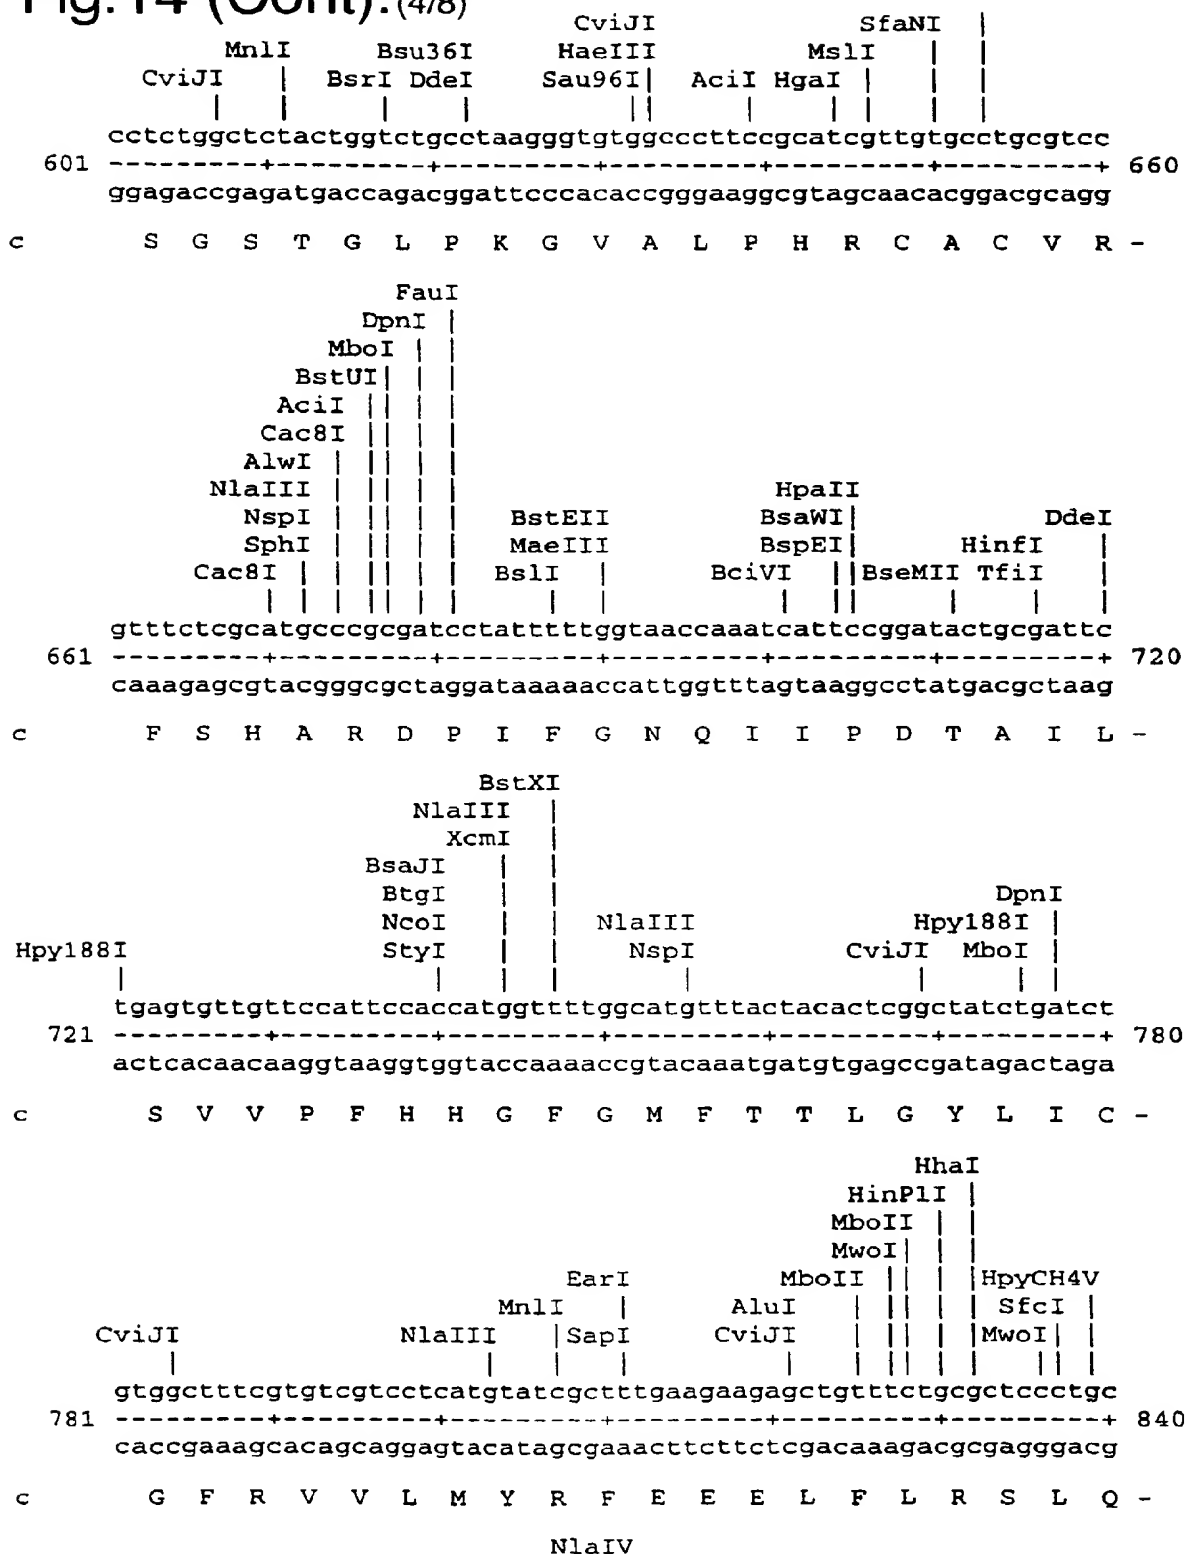 Fig.14 (Cont).(4/8)
CviJI SfaNI
MnlI Bsu36I HaeIII MslI
CviJI BsrI DdeI Sau96I AciI HgaI
cctctggctctactggtctgcctaagggtgtggcccttccgcatcgttgtgcctgcgtcc
601 ---------+---------+---------+---------+---------+---------+ 660
ggagaccgagatgaccagacggattcccacaccgggaaggcgtagcaacacggacgcagg
c S G S T G L P K G V A L P H R C A C V R -
FauI
DpnI
MboI
BstUI
AciI
Cac8I
AlwI
NlaIII HpaII
NspI BstEII BsaWI DdeI
SphI MaeIII BspEI HinfI
Cac8I BslI BciVI BseMII TfiI
gtttctcgcatgcccgcgatcctatttttggtaaccaaatcattccggatactgcgattc
661 ---------+---------+---------+---------+---------+---------+ 720
caaagagcgtacgggcgctaggataaaaaccattggtttagtaaggcctatgacgctaag
c F S H A R D P I F G N Q I I P D T A I L -
BstXI
NlaIII
XcmI
BsaJI
BtgI DpnI
NcoI NlaIII Hpy188I
Hpy188I StyI NspI CviJI MboI
tgagtgttgttccattccaccatggttttggcatgtttactacactcggctatctgatct
721 ---------+---------+---------+---------+---------+---------+ 780
actcacaacaaggtaaggtggtaccaaaaccgtacaaatgatgtgagccgatagactaga
c S V V P F H H G F G M F T T L G Y L I C -
HhaI
HinP1I
MboII
MwoI
EarI MboII HpyCH4V
MnlI AluI SfcI
CviJI NlaIII SapI CviJI MwoI
gtggctttcgtgtcgtcctcatgtatcgctttgaagaagagctgtttctgcgctccctgc
781 ---------+---------+---------+---------+---------+---------+ 840
caccgaaagcacagcaggagtacatagcgaaacttcttctcgacaaagacgcgagggacg
c G F R V V L M Y R F E E E L F L R S L Q -
NlaIV